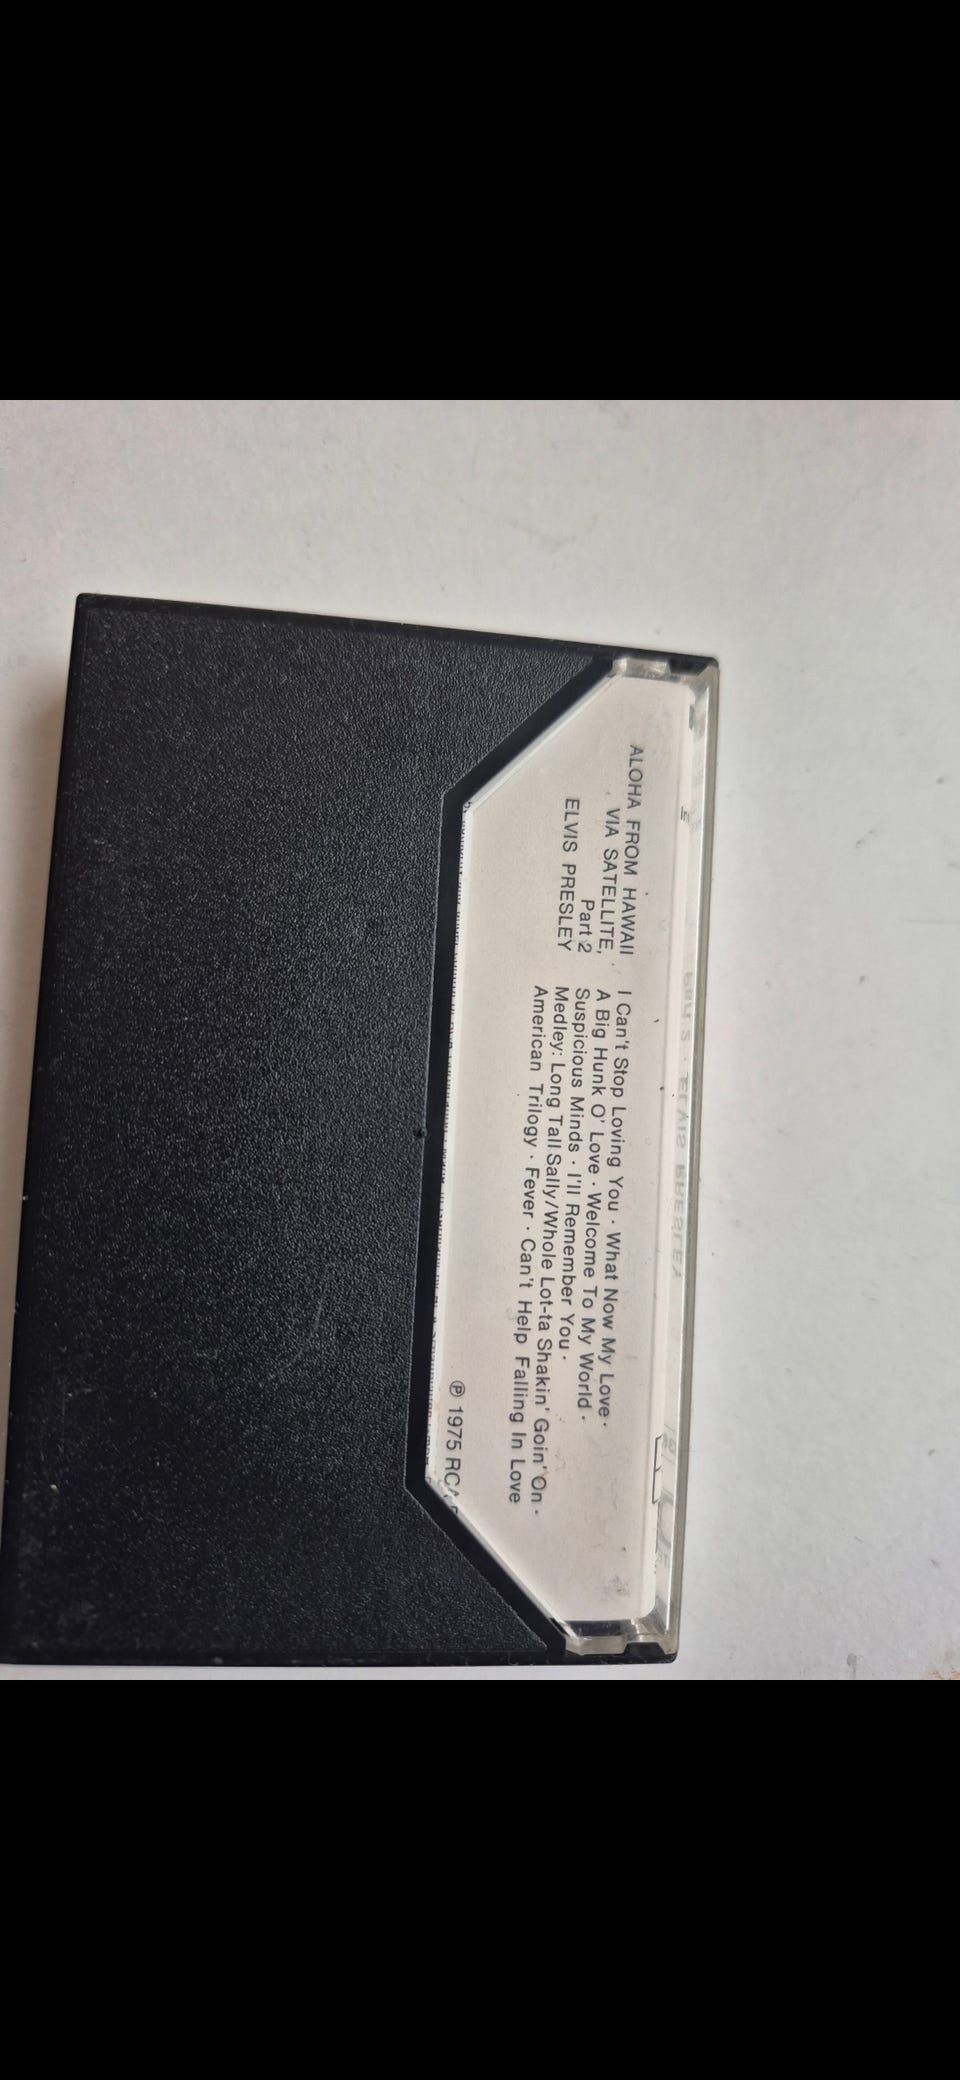 ALOHA FROM HAWAII
VIA SATELLITE,
Part 2
ELVIS PRESLEY
I Can't Stop Loving You · What Now My Love ·
A Big Hunk O' Love · Welcome To My World ·
Suspicious Minds · I'll Remember You ·
Medley: Long Tall Sally/Whole Lot-ta Shakin' Goin' On ·
American Trilogy · Fever · Can't Help Falling In Love
℗ 1975 RCA